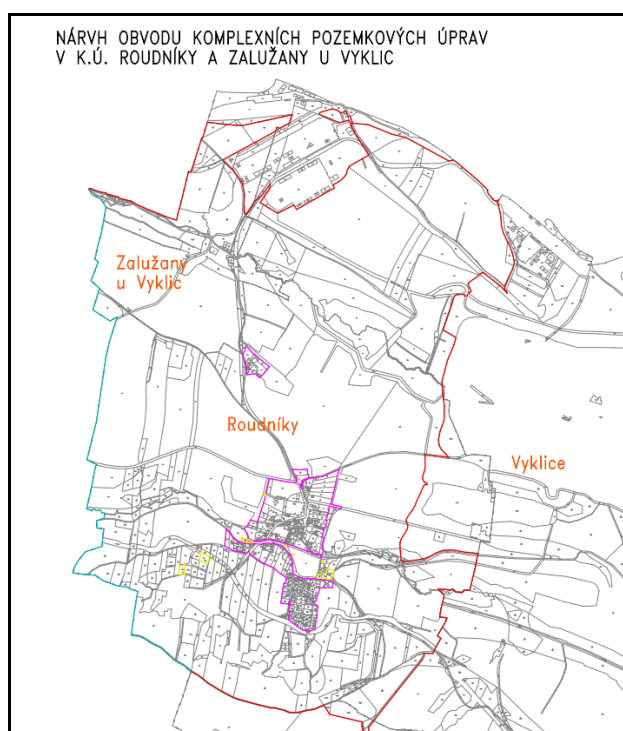 NÁRVH OBVODU KOMPLEXNÍCH POZEMKOVÝCH ÚPRAV
V K.Ú. ROUDNÍKY A ZALUŽANY U VYKLIC
Zalužany
u Vyklic
Roudníky
Vyklice